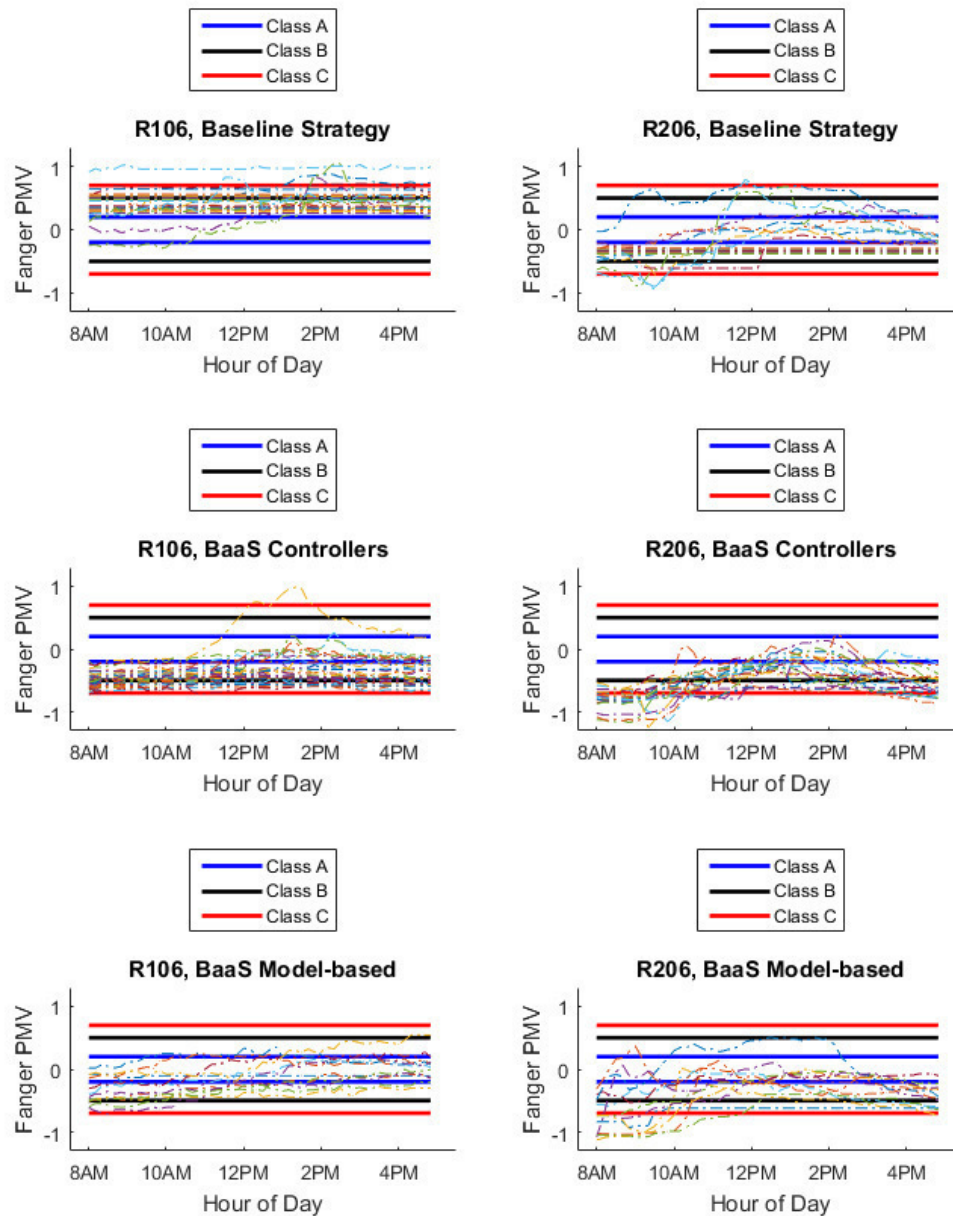 Class A
Class B
Class C
R106, Baseline Strategy
Fanger PMV
1
0
-1
8AM 10AM 12PM 2PM 4PM
Hour of Day
Class A
Class B
Class C
R206, Baseline Strategy
Fanger PMV
1
0
-1
8AM 10AM 12PM 2PM 4PM
Hour of Day
Class A
Class B
Class C
R106, BaaS Controllers
Fanger PMV
1
0
-1
8AM 10AM 12PM 2PM 4PM
Hour of Day
Class A
Class B
Class C
R206, BaaS Controllers
Fanger PMV
1
0
-1
8AM 10AM 12PM 2PM 4PM
Hour of Day
Class A
Class B
Class C
R106, BaaS Model-based
Fanger PMV
1
0
-1
8AM 10AM 12PM 2PM 4PM
Hour of Day
Class A
Class B
Class C
R206, BaaS Model-based
Fanger PMV
1
0
-1
8AM 10AM 12PM 2PM 4PM
Hour of Day